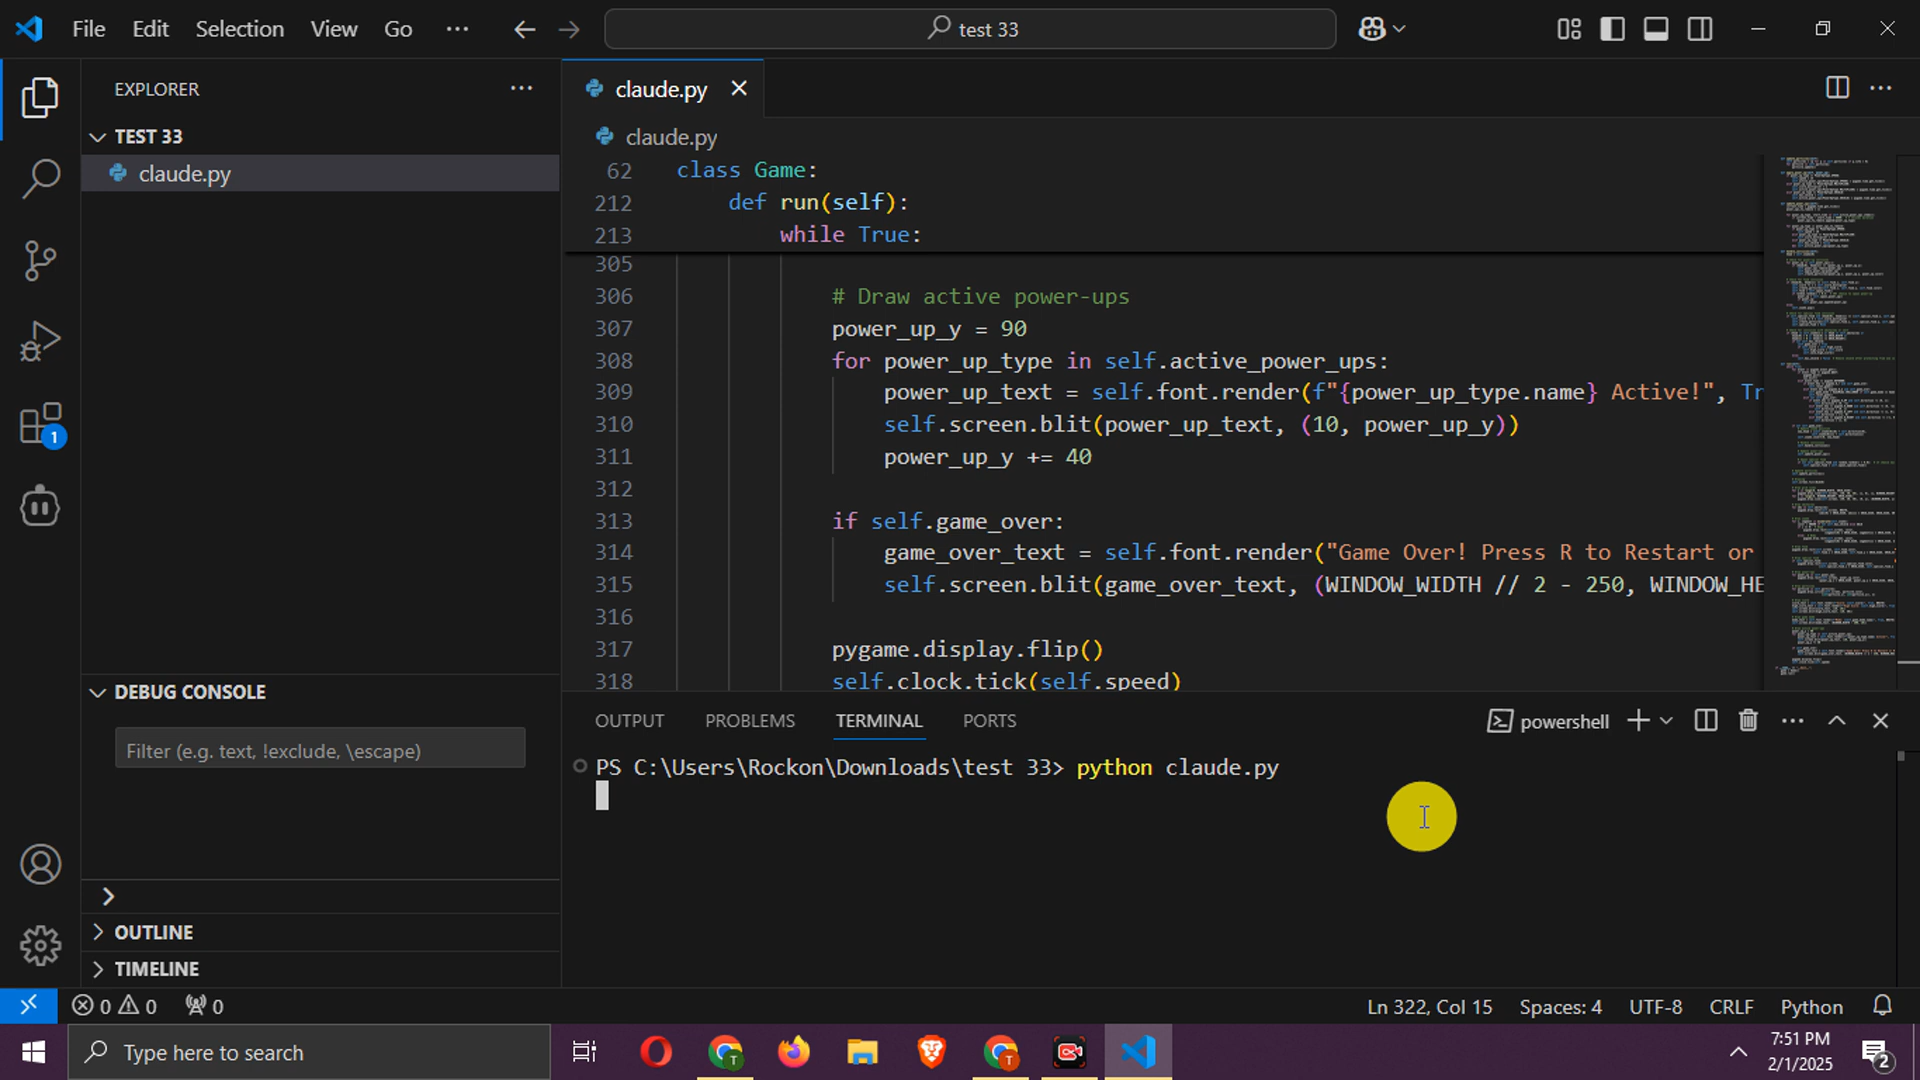 File Edit Selection View Go ··· test 33
EXPLORER ···
TEST 33
claude.py
DEBUG CONSOLE
Filter (e.g. text, !exclude, \escape)
OUTLINE
TIMELINE
1
claude.py
claude.py
62 class Game:
212 def run(self):
213 while True:
305
306 # Draw active power-ups
307 power_up_y = 90
308 for power_up_type in self.active_power_ups:
309 power_up_text = self.font.render(f"{power_up_type.name} Active!", Tr
310 self.screen.blit(power_up_text, (10, power_up_y))
311 power_up_y += 40
312
313 if self.game_over:
314 game_over_text = self.font.render("Game Over! Press R to Restart or
315 self.screen.blit(game_over_text, (WINDOW_WIDTH // 2 - 250, WINDOW_HE
316
317 pygame.display.flip()
318 self.clock.tick(self.speed)
OUTPUT PROBLEMS TERMINAL PORTS powershell
PS C:\Users\Rockon\Downloads\test 33> python claude.py
0 0 0 Ln 322, Col 15 Spaces: 4 UTF-8 CRLF Python
Type here to search
T
T
7:51 PM
2/1/2025
2